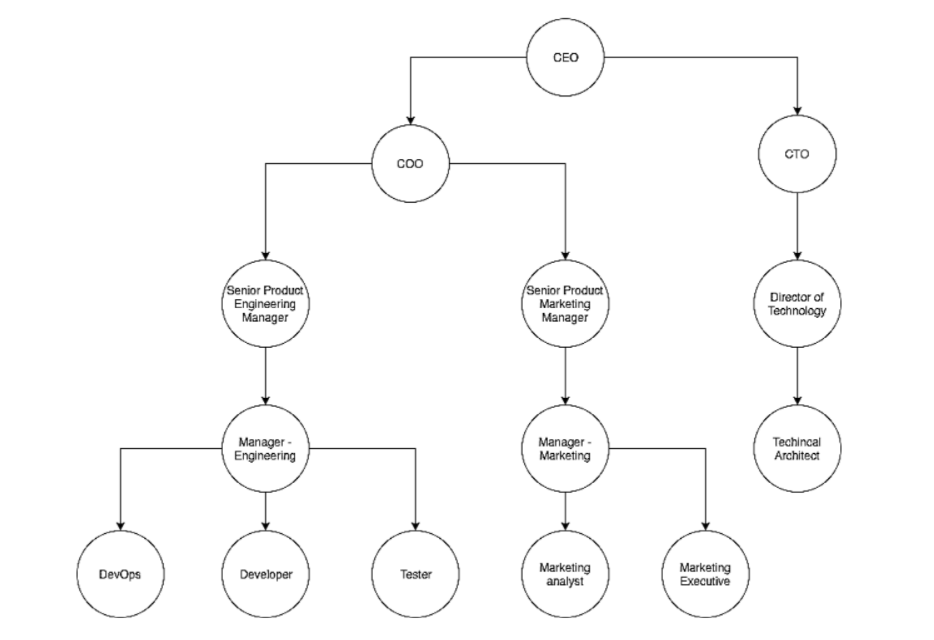 CEO
COO
CTO
Senior Product
Engineering
Manager
Senior Product
Marketing
Manager
Director of
Technology
Manager -
Engineering
Manager -
Marketing
Techincal
Architect
DevOps
Developer
Tester
Marketing
analyst
Marketing
Executive